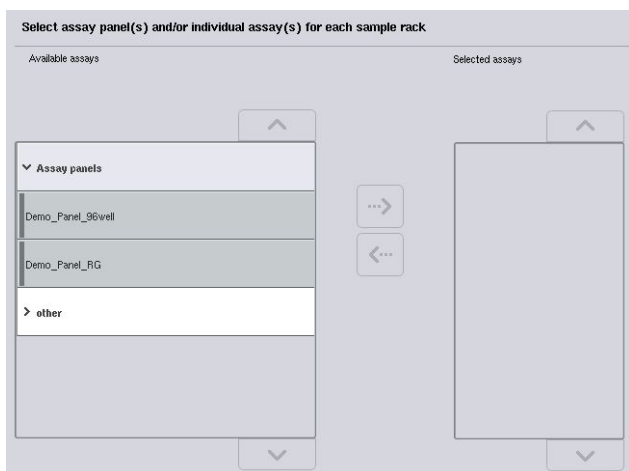 Select assay panel(s) and/or individual assay(s) for each sample rack
Available assays
Selected assays
Assay panels
Demo_Panel_96well
Demo_Panel_RG
other